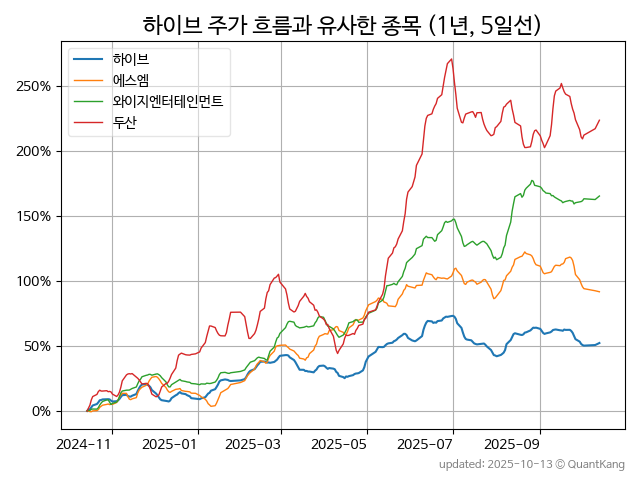 하이브 주가 흐름과 유사한 종목 (1년, 5일선)
하이브
에스엠
와이지엔터테인먼트
두산
250%
200%
150%
100%
50%
0%
2024-11 2025-01 2025-03 2025-05 2025-07 2025-09
updated: 2025-10-13 © QuantKang